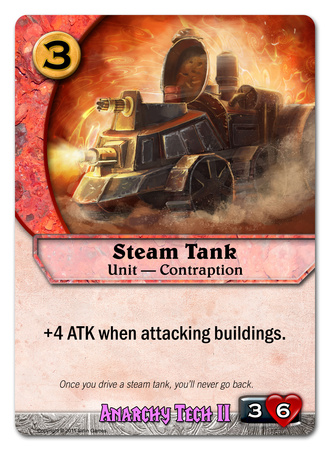 3
Steam Tank
Unit — Contraption
+4 ATK when attacking buildings.
Once you drive a steam tank, you'll never go back.
Anarchy Tech II
3 6